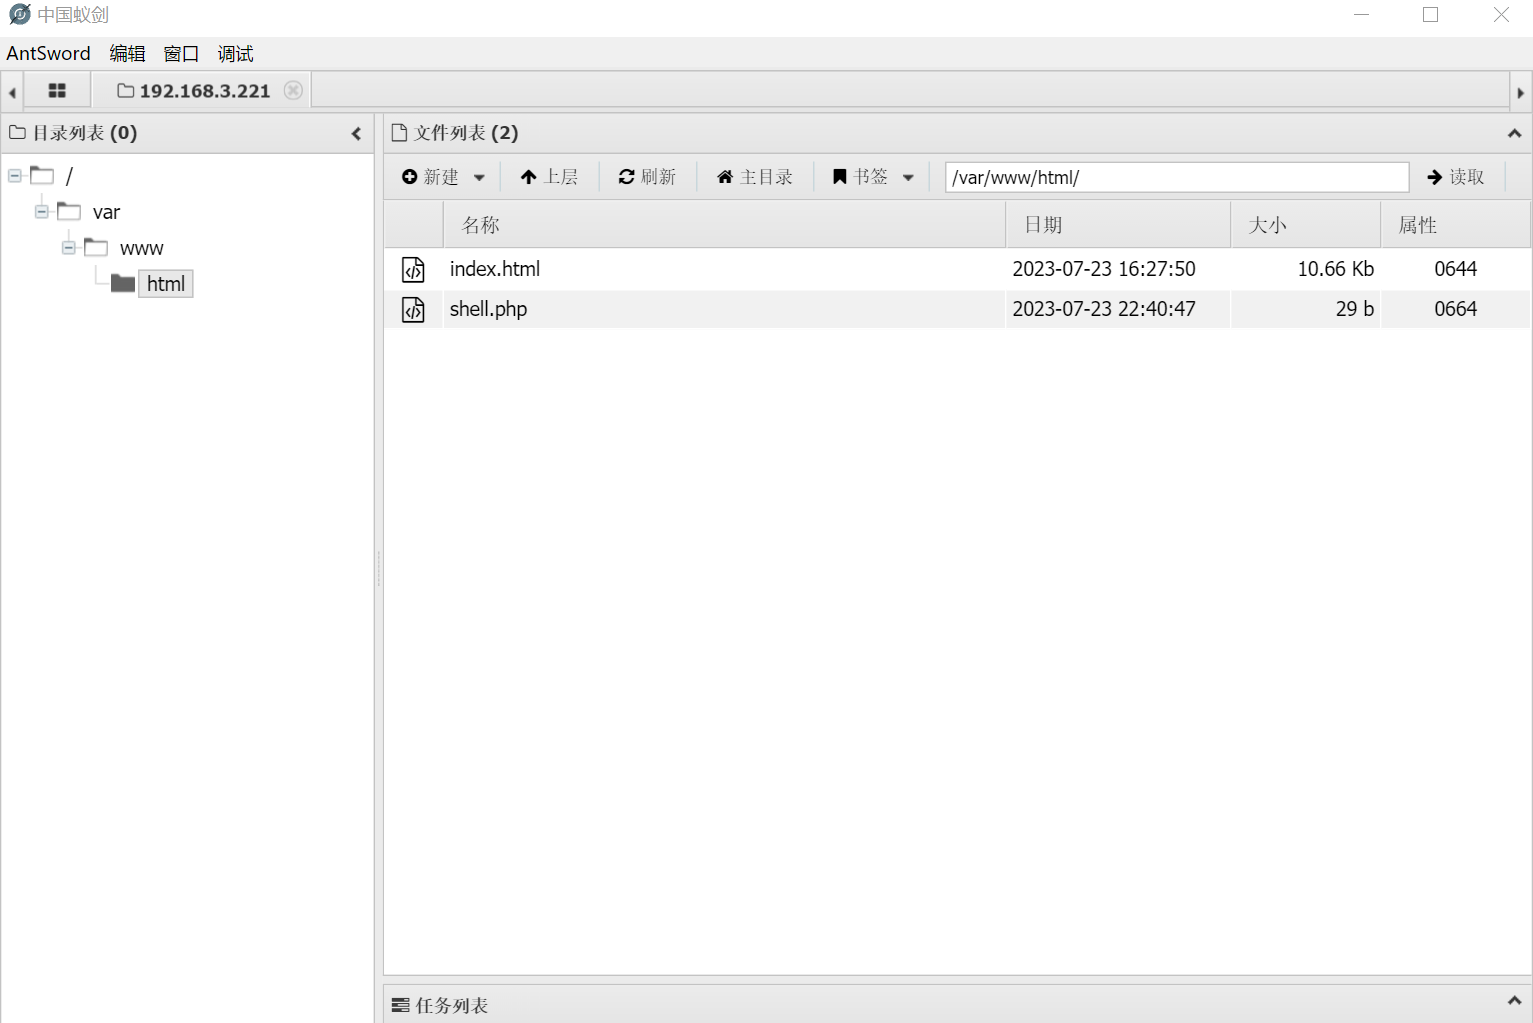 中国蚁剑
AntSword 编辑 窗口 调试
192.168.3.221
目录列表 (0)
/
var
www
html
文件列表 (2)
新建 上层 刷新 主目录 书签 /var/www/html/ 读取
名称 日期 大小 属性
index.html 2023-07-23 16:27:50 10.66 Kb 0644
shell.php 2023-07-23 22:40:47 29 b 0664
任务列表